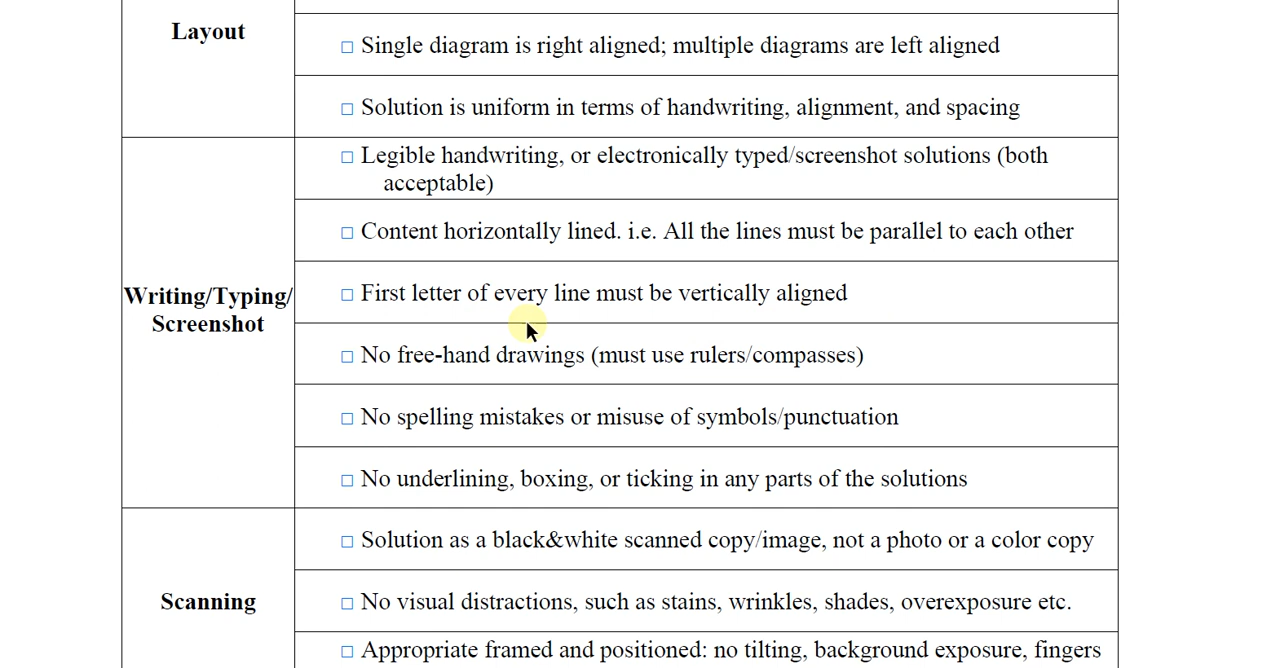 Layout
☐ Single diagram is right aligned; multiple diagrams are left aligned
☐ Solution is uniform in terms of handwriting, alignment, and spacing
☐ Legible handwriting, or electronically typed/screenshot solutions (both
acceptable)
☐ Content horizontally lined. i.e. All the lines must be parallel to each other
Writing/Typing/
Screenshot
☐ First letter of every line must be vertically aligned
☐ No free-hand drawings (must use rulers/compasses)
☐ No spelling mistakes or misuse of symbols/punctuation
☐ No underlining, boxing, or ticking in any parts of the solutions
☐ Solution as a black&white scanned copy/image, not a photo or a color copy
Scanning
☐ No visual distractions, such as stains, wrinkles, shades, overexposure etc.
☐ Appropriate framed and positioned: no tilting, background exposure, fingers